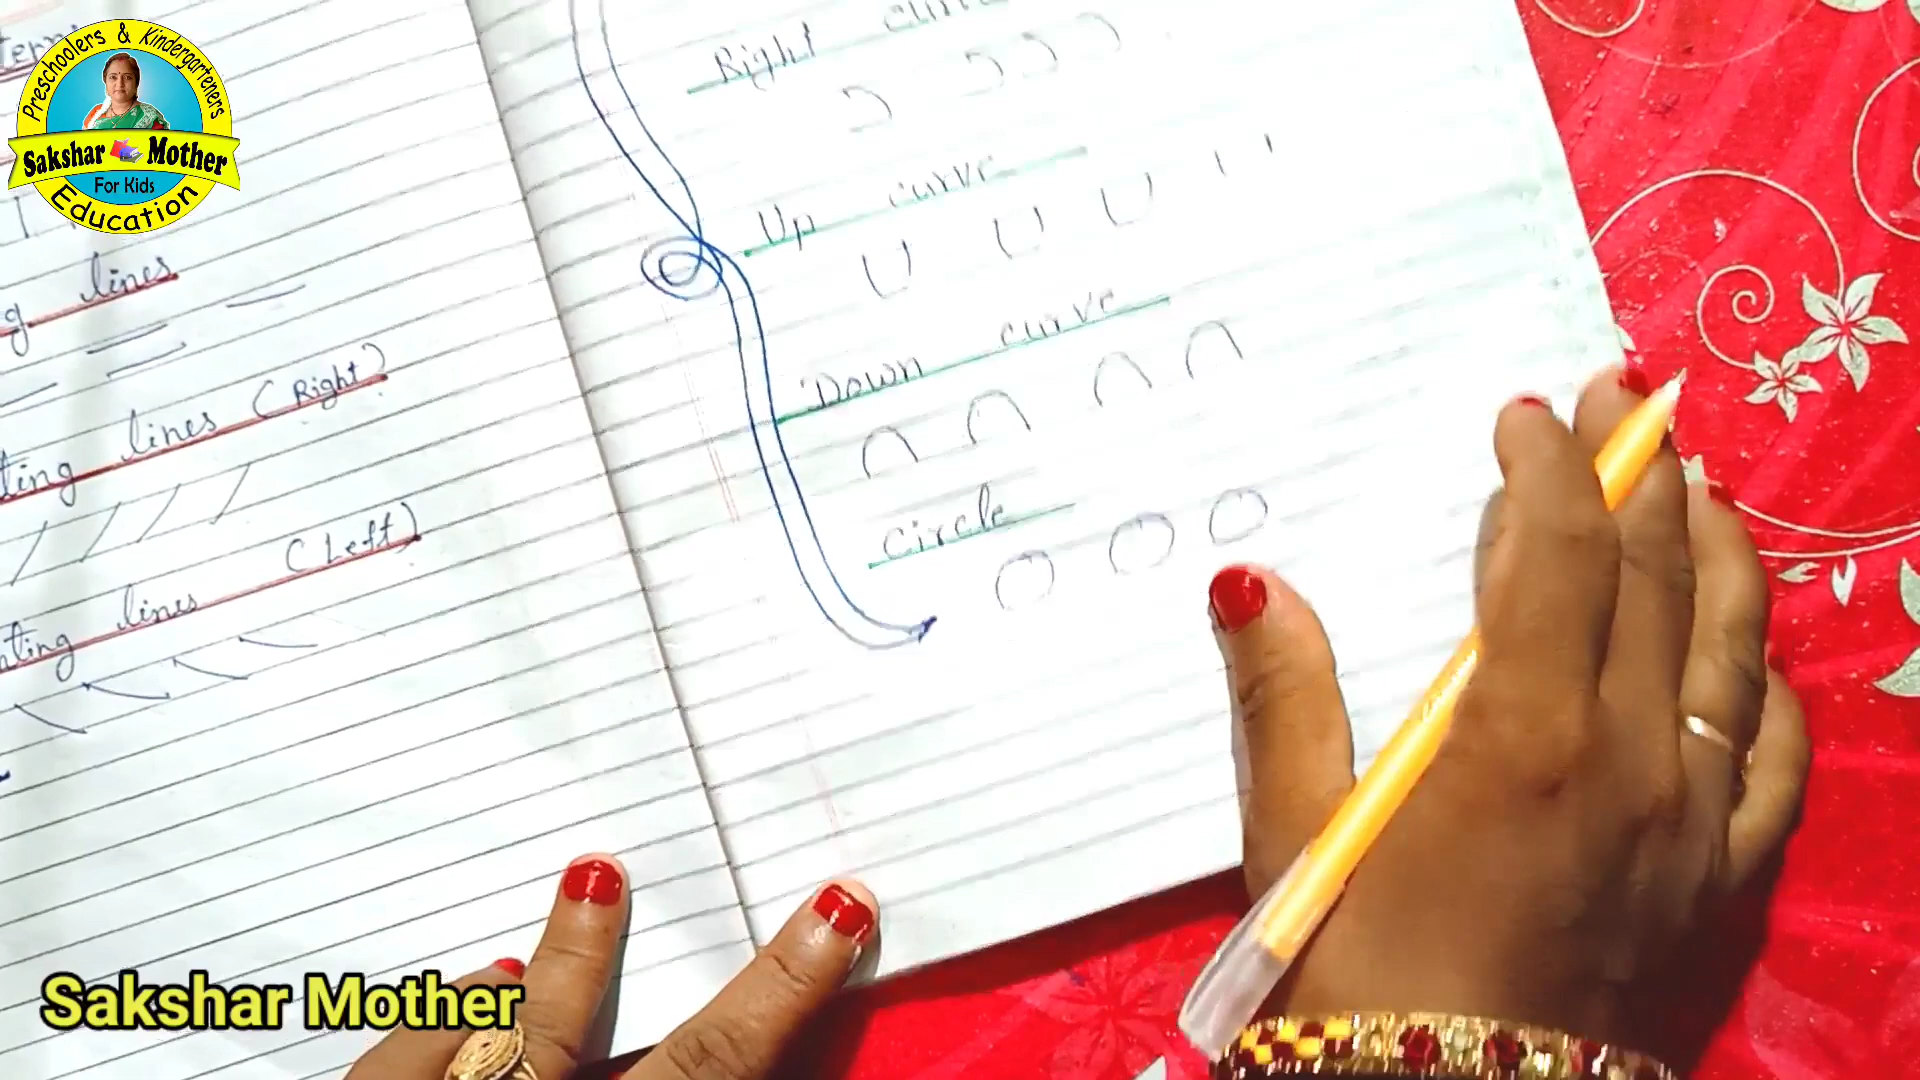 Preschoolers & Kindergarteners
Sakshar Mother
For Kids
Education
lines
lines (Right)
lines (Left)
Right curve
Up curve
Down curve
Circle
Sakshar Mother